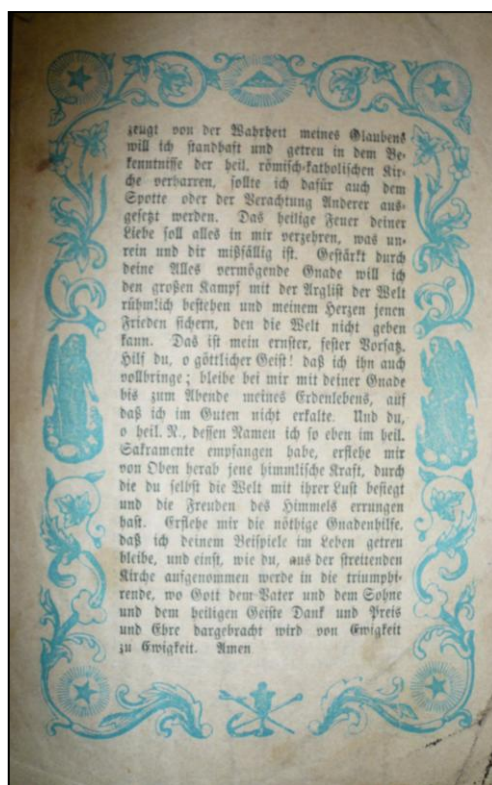 zeugt von der Wahrheit meines Glaubens
will ich standhaft und getreu in dem Be-
kenntnisse der heil. römisch-katholischen Kir-
che verharren, sollte ich dafür auch dem
Spotte oder der Verachtung Anderer aus-
gesetzt werden. Das heilige Feuer deiner
Liebe soll alles in mir verzehren, was un-
rein und dir mißfällig ist. Gestärkt durch
deine Alles vermögende Gnade will ich
den großen Kampf mit der Arglist der Welt
rühmlich bestehen und meinem Herzen jenen
Frieden sichern, den die Welt nicht geben
kann. Das ist mein ernster, fester Vorsatz.
Hilf du, o göttlicher Geist! daß ich ihn auch
vollbringe; bleibe bei mir mit deiner Gnade
bis zum Abende meines Erdenlebens, auf
daß ich im Guten nicht erkalte. Und du,
o heil. N., dessen Namen ich so eben im heil.
Sakramente empfangen habe, erflehe mir
von Oben herab jene himmlische Kraft, durch
die du selbst die Welt mit ihrer Lust besiegt
und die Freuden des Himmels errungen
hast. Erflehe mir die nöthige Gnadenhilfe,
daß ich deinem Beispiele im Leben getreu
bleibe, und einst, wie du, aus der streitenden
Kirche aufgenommen werde in die triumphi-
rende, wo Gott dem Vater und dem Sohne
und dem heiligen Geiste Dank und Preis
und Ehre dargebracht wird von Ewigkeit
zu Ewigkeit. Amen